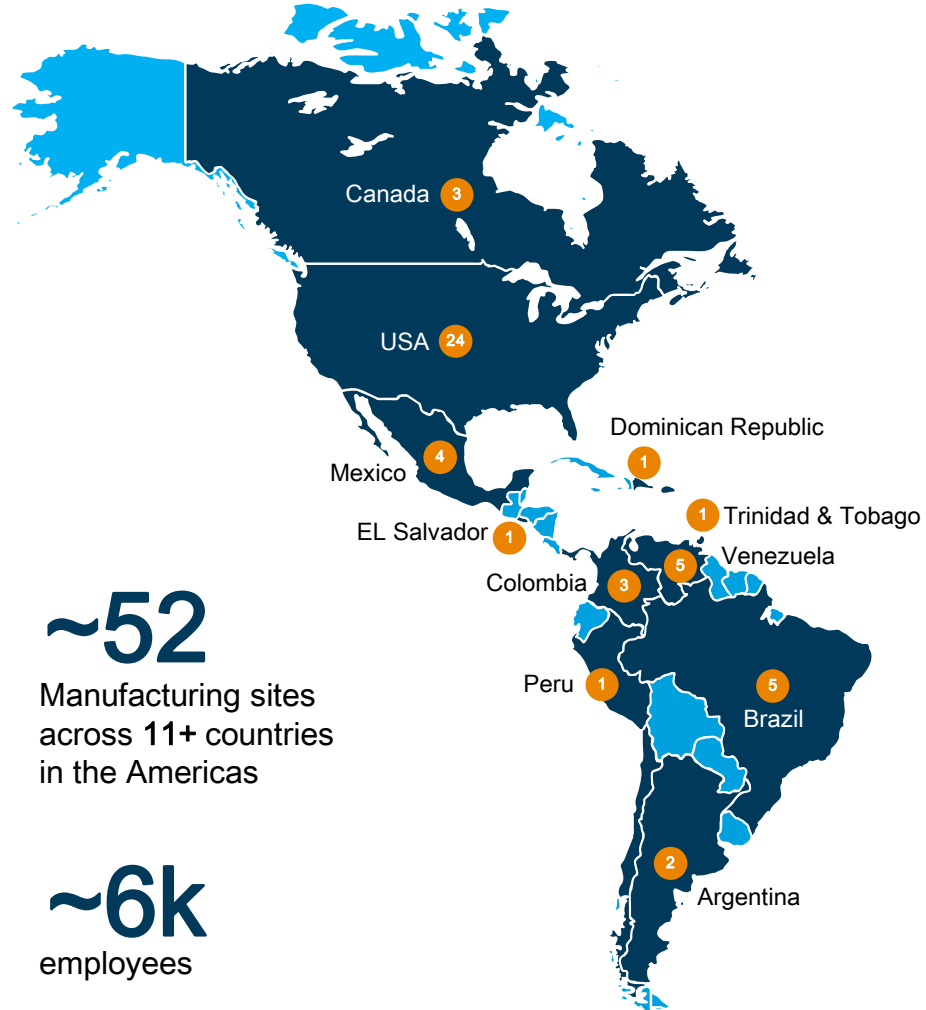 Canada 3
USA 24
Dominican Republic
1
4
Mexico
1 Trinidad & Tobago
EL Salvador 1
Venezuela
5
Colombia 3
~52
Manufacturing sites
across 11+ countries
in the Americas
Peru 1
5
Brazil
2
Argentina
~6k
employees